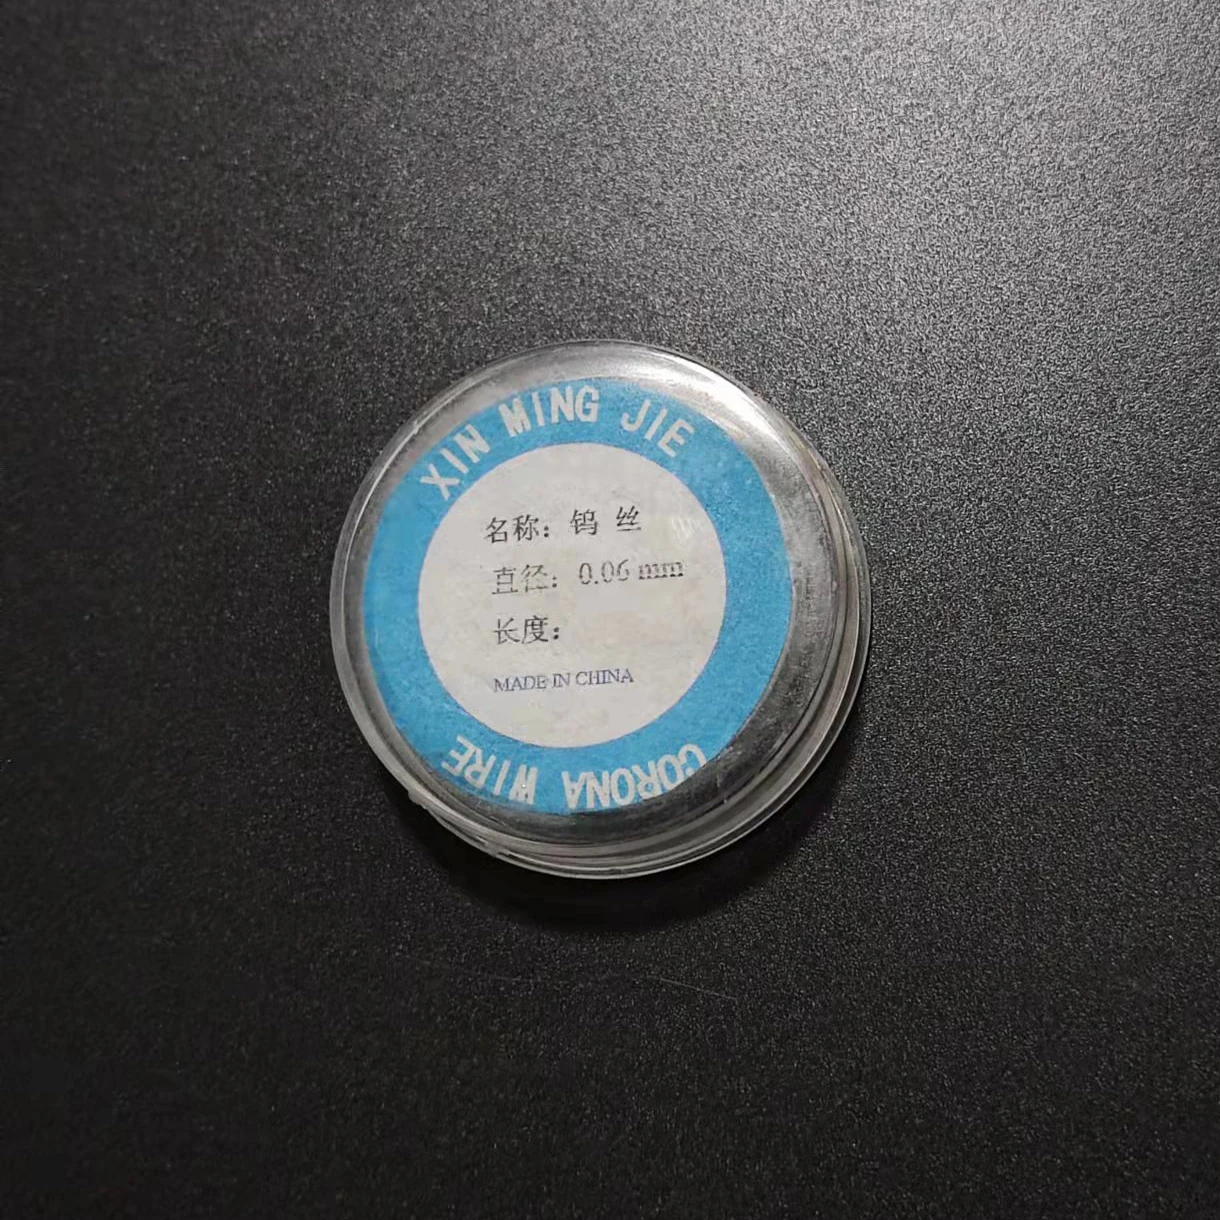 XIN MING JIE
名称：钨 丝
直径：0.06 mm
长度：
MADE IN CHINA
CORONA WIRE